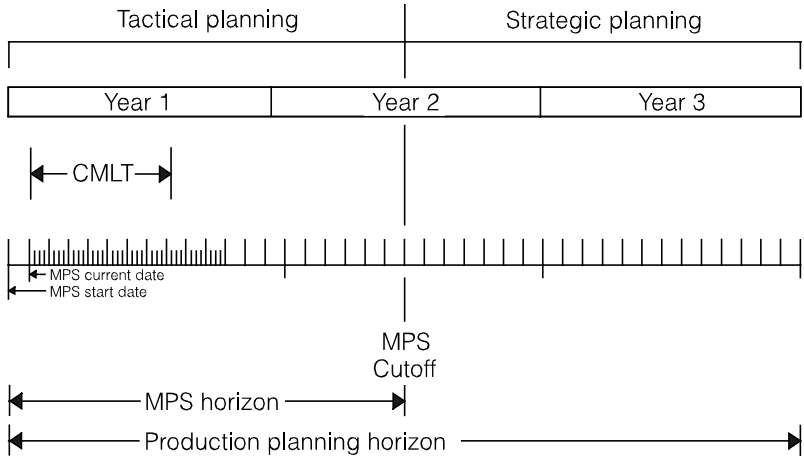 Tactical planning
Strategic planning
Year 1
Year 2
Year 3
CMLT
MPS current date
MPS start date
MPS
Cutoff
MPS horizon
Production planning horizon